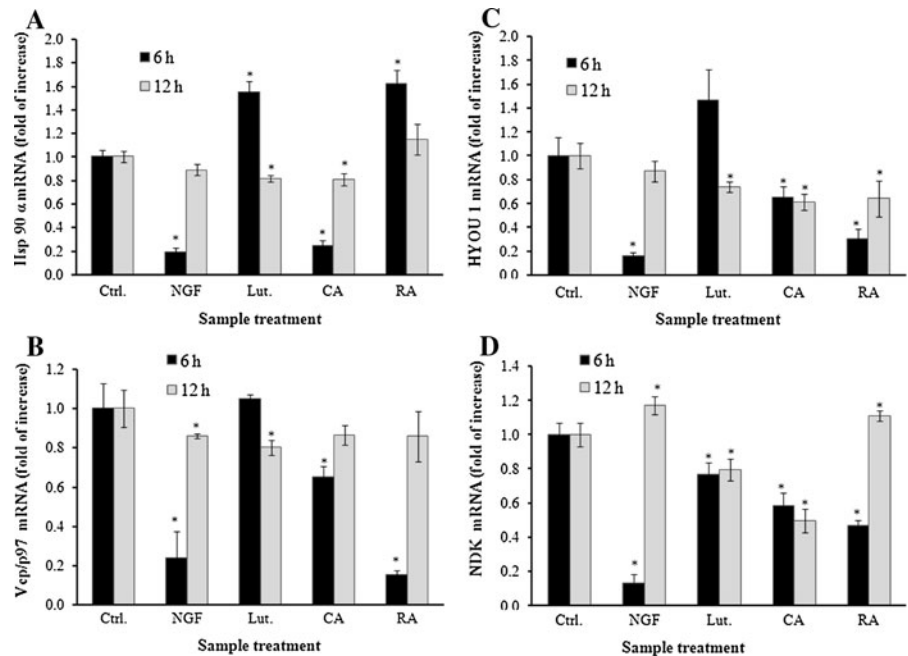 A
Hsp 90 αmRNA (fold of increase)
2.0
1.8
1.6
1.4
1.2
1.0
0.8
0.6
0.4
0.2
0.0
6 h
12 h
*
*
*
*
*
*
Ctrl.
NGF
Lut.
CA
RA
Sample treatment
C
HYOU 1 mRNA (fold of increase)
2.0
1.8
1.6
1.4
1.2
1.0
0.8
0.6
0.4
0.2
0.0
6 h
12 h
*
*
*
*
*
*
Ctrl.
NGF
Lut.
CA
RA
Sample treatment
B
Vcp/p97 mRNA (fold of increase)
1.2
1.0
0.8
0.6
0.4
0.2
0.0
6 h
12 h
*
*
*
*
*
Ctrl.
NGF
Lut.
CA
RA
Sample treatment
D
NDK mRNA (fold of increase)
1.4
1.2
1.0
0.8
0.6
0.4
0.2
0.0
6 h
12 h
*
*
*
*
*
*
*
*
Ctrl.
NGF
Lut.
CA
RA
Sample treatment